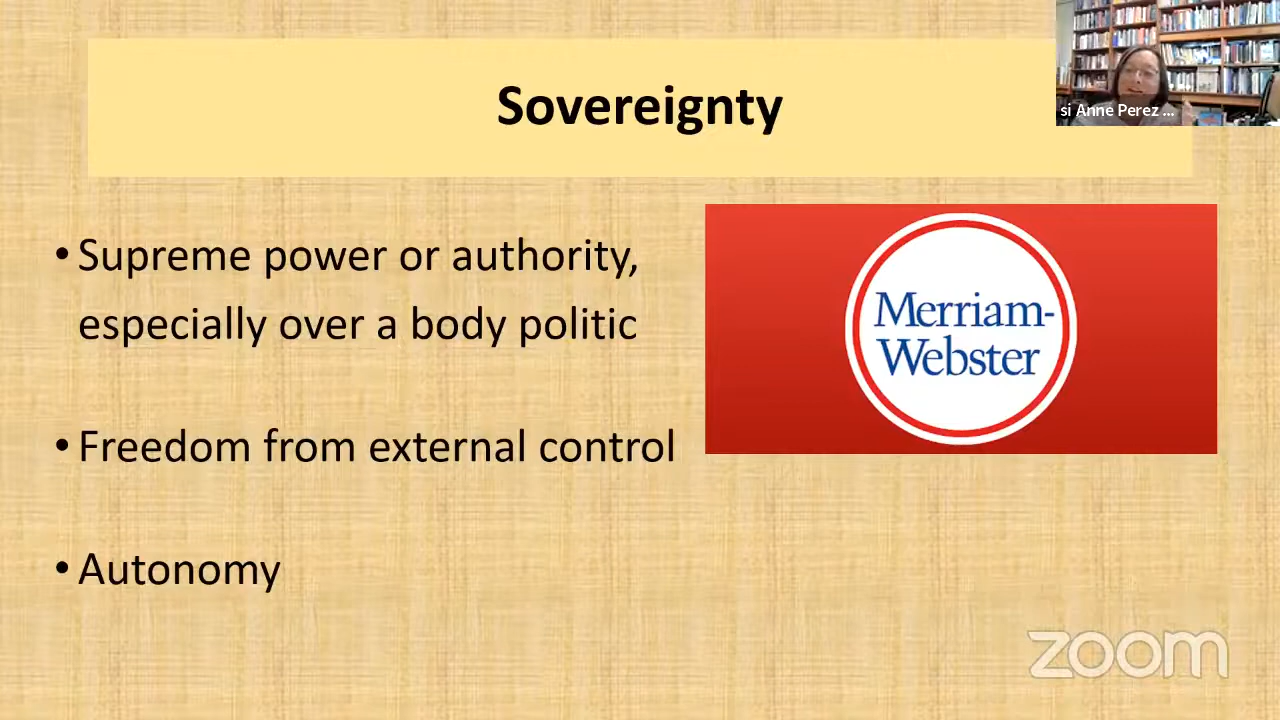 Sovereignty
si Anne Perez ...
• Supreme power or authority,
especially over a body politic
• Freedom from external control
• Autonomy
Merriam-
Webster
zoom